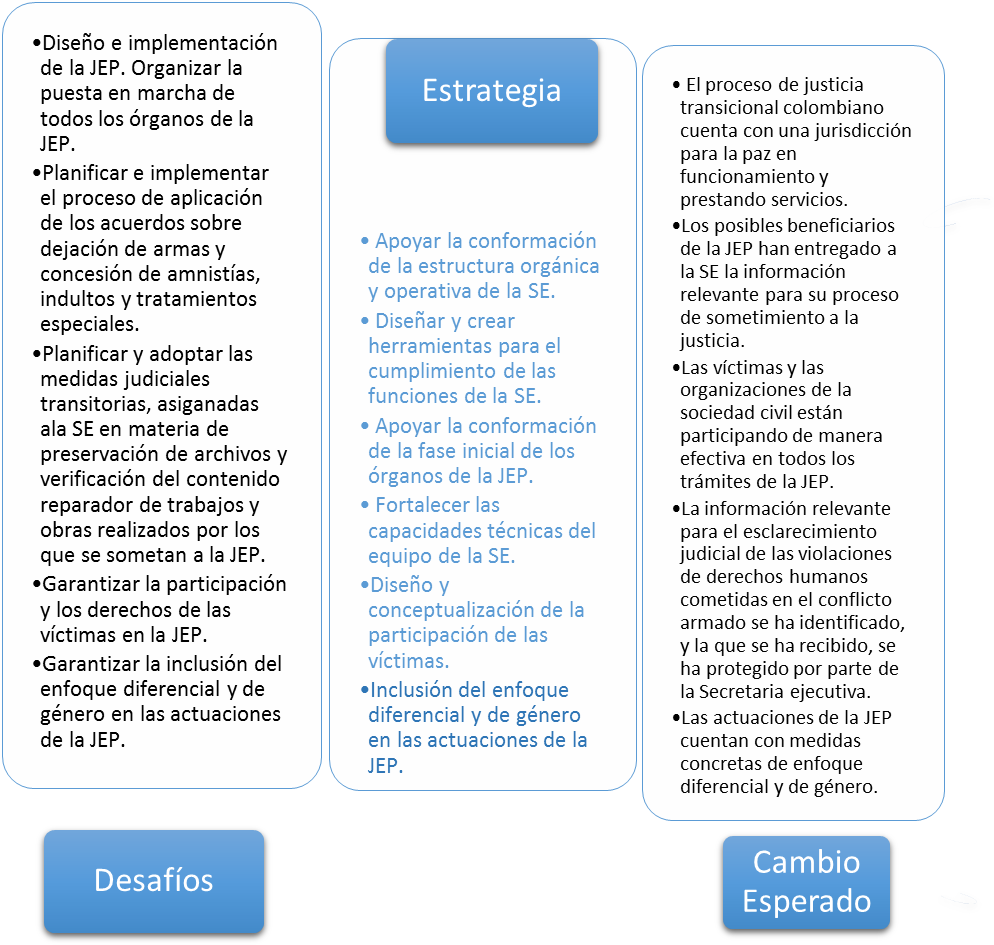 •Diseño e implementación
de la JEP. Organizar la
puesta en marcha de
todos los órganos de la
JEP.
•Planificar e implementar
el proceso de aplicación
de los acuerdos sobre
dejación de armas y
concesión de amnistías,
indultos y tratamientos
especiales.
•Planificar y adoptar las
medidas judiciales
transitorias, asiganadas
ala SE en materia de
preservación de archivos y
verificación del contenido
reparador de trabajos y
obras realizados por los
que se sometan a la JEP.
•Garantizar la participación
y los derechos de las
víctimas en la JEP.
•Garantizar la inclusión del
enfoque diferencial y de
género en las actuaciones
de la JEP.
Desafíos
Estrategia
• Apoyar la conformación
de la estructura orgánica
y operativa de la SE.
• Diseñar y crear
herramientas para el
cumplimiento de las
funciones de la SE.
• Apoyar la conformación
de la fase inicial de los
órganos de la JEP.
• Fortalecer las
capacidades técnicas del
equipo de la SE.
•Diseño y
conceptualización de la
participación de las
víctimas.
•Inclusión del enfoque
diferencial y de género
en las actuaciones de la
JEP.
• El proceso de justicia
transicional colombiano
cuenta con una jurisdicción
para la paz en
funcionamiento y
prestando servicios.
•Los posibles beneficiarios
de la JEP han entregado a
la SE la información
relevante para su proceso
de sometimiento a la
justicia.
•Las víctimas y las
organizaciones de la
sociedad civil están
participando de manera
efectiva en todos los
trámites de la JEP.
•La información relevante
para el esclarecimiento
judicial de las violaciones
de derechos humanos
cometidas en el conflicto
armado se ha identificado,
y la que se ha recibido, se
ha protegido por parte de
la Secretaria ejecutiva.
•Las actuaciones de la JEP
cuentan con medidas
concretas de enfoque
diferencial y de género.
Cambio
Esperado